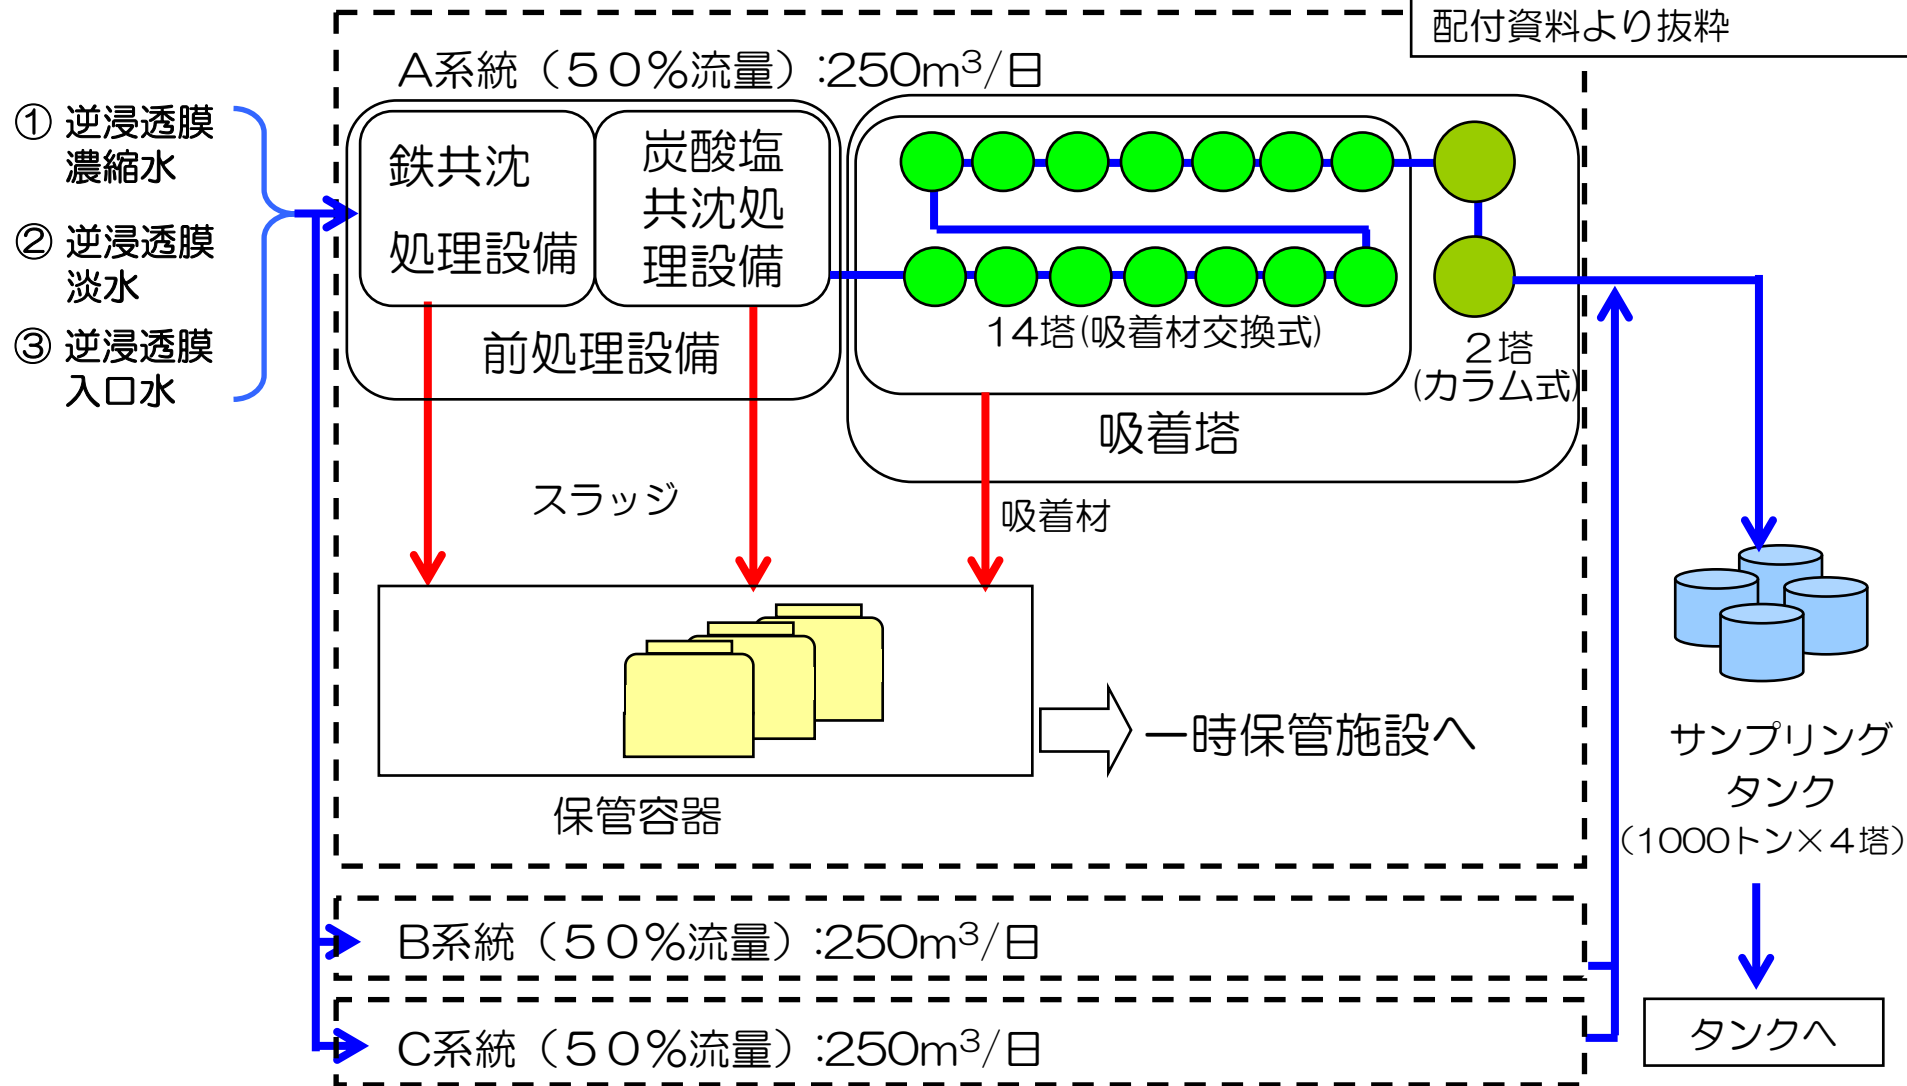 配付資料より抜粋
A系統（５０％流量）:250m³/日
① 逆浸透膜
濃縮水
② 逆浸透膜
淡水
③ 逆浸透膜
入口水
鉄共沈
処理設備
炭酸塩
共沈処
理設備
前処理設備
14塔(吸着材交換式)
２塔
(カラム式)
吸着塔
スラッジ
吸着材
保管容器
一時保管施設へ
サンプリング
タンク
（1000トン×４塔）
タンクへ
B系統（５０％流量）:250m³/日
C系統（５０％流量）:250m³/日